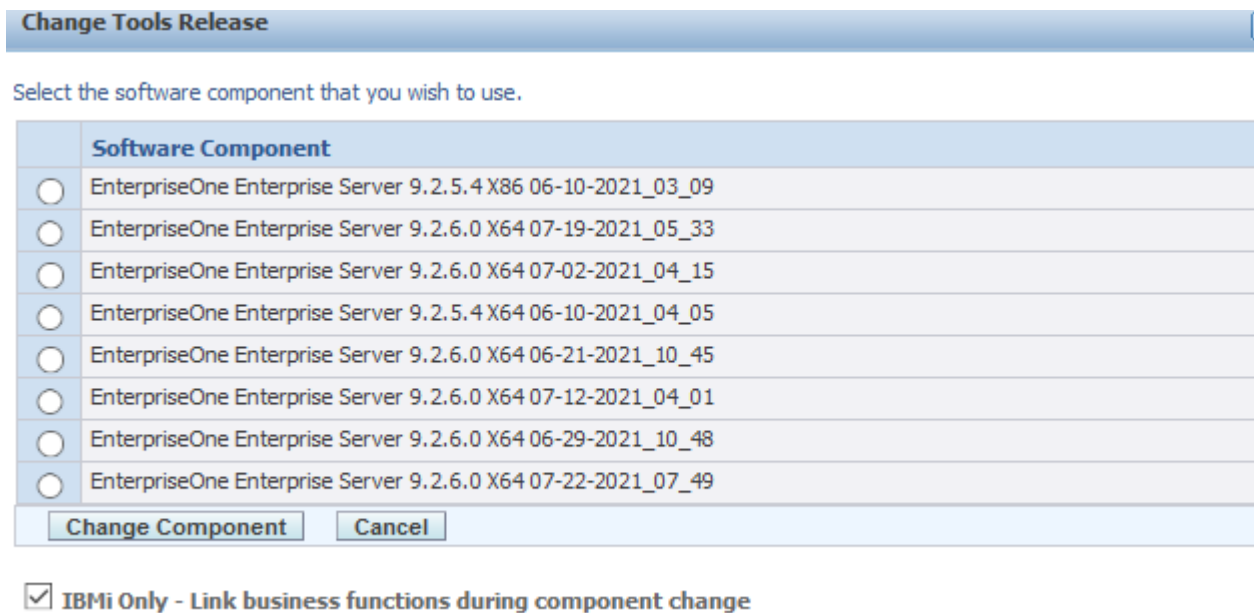 Change Tools Release
Select the software component that you wish to use.
Software Component
EnterpriseOne Enterprise Server 9.2.5.4 X86 06-10-2021_03_09
EnterpriseOne Enterprise Server 9.2.6.0 X64 07-19-2021_05_33
EnterpriseOne Enterprise Server 9.2.6.0 X64 07-02-2021_04_15
EnterpriseOne Enterprise Server 9.2.5.4 X64 06-10-2021_04_05
EnterpriseOne Enterprise Server 9.2.6.0 X64 06-21-2021_10_45
EnterpriseOne Enterprise Server 9.2.6.0 X64 07-12-2021_04_01
EnterpriseOne Enterprise Server 9.2.6.0 X64 06-29-2021_10_48
EnterpriseOne Enterprise Server 9.2.6.0 X64 07-22-2021_07_49
Change Component Cancel
IBMi Only - Link business functions during component change